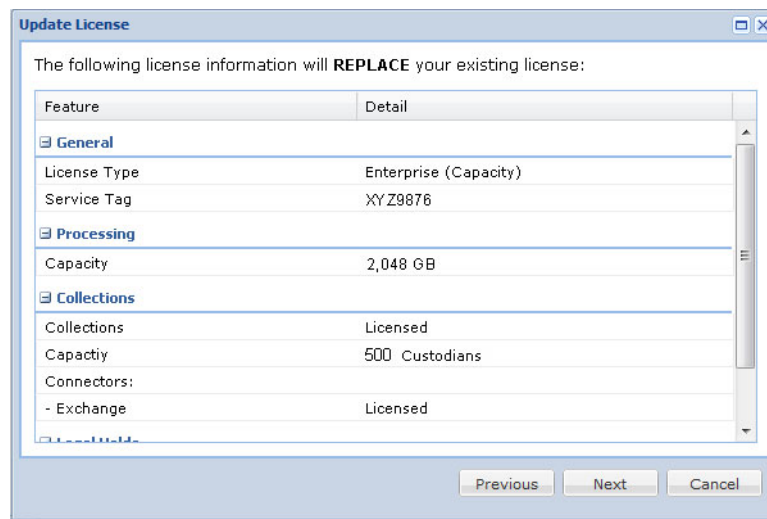 Update License
The following license information will REPLACE your existing license:
Feature Detail
General
License Type Enterprise (Capacity)
Service Tag XYZ9876
Processing
Capacity 2,048 GB
Collections
Collections Licensed
Capactiy 500 Custodians
Connectors:
- Exchange Licensed
Legal Holds
Previous Next Cancel